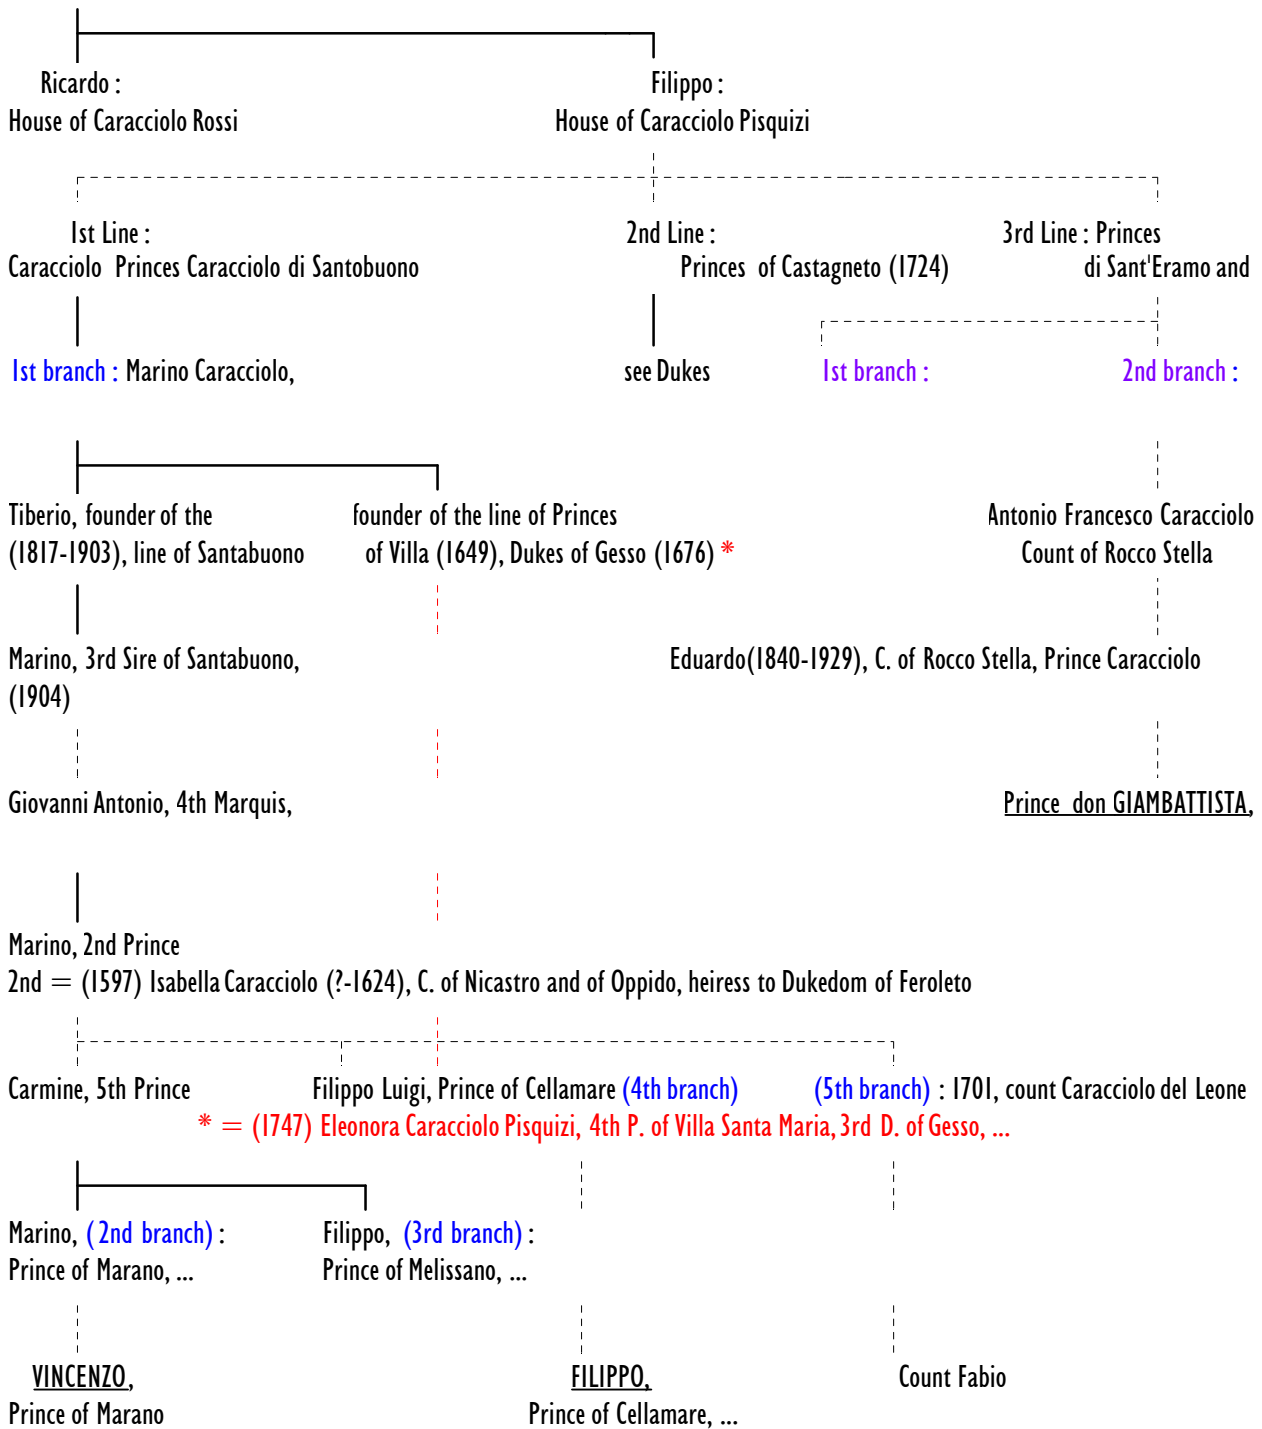 Ricardo : Filippo :
House of Caracciolo Rossi House of Caracciolo Pisquizi
1st Line : 2nd Line : 3rd Line : Princes
Caracciolo Princes Caracciolo di Santobuono Princes of Castagneto (1724) di Sant'Eramo and
1st branch : Marino Caracciolo, see Dukes 1st branch : 2nd branch :
Tiberio, founder of the founder of the line of Princes Antonio Francesco Caracciolo
(1817-1903), line of Santabuono of Villa (1649), Dukes of Gesso (1676) * Count of Rocco Stella
Marino, 3rd Sire of Santabuono, Eduardo(1840-1929), C. of Rocco Stella, Prince Caracciolo
(1904)
Giovanni Antonio, 4th Marquis, Prince don GIAMBATTISTA,
Marino, 2nd Prince
2nd = (1597) Isabella Caracciolo (?-1624), C. of Nicastro and of Oppido, heiress to Dukedom of Feroleto
Carmine, 5th Prince Filippo Luigi, Prince of Cellamare (4th branch) (5th branch) : 1701, count Caracciolo del Leone
* = (1747) Eleonora Caracciolo Pisquizi, 4th P. of Villa Santa Maria, 3rd D. of Gesso, ...
Marino, (2nd branch) : Filippo, (3rd branch) :
Prince of Marano, ... Prince of Melissano, ...
VINCENZO, FILIPPO, Count Fabio
Prince of Marano Prince of Cellamare, ...